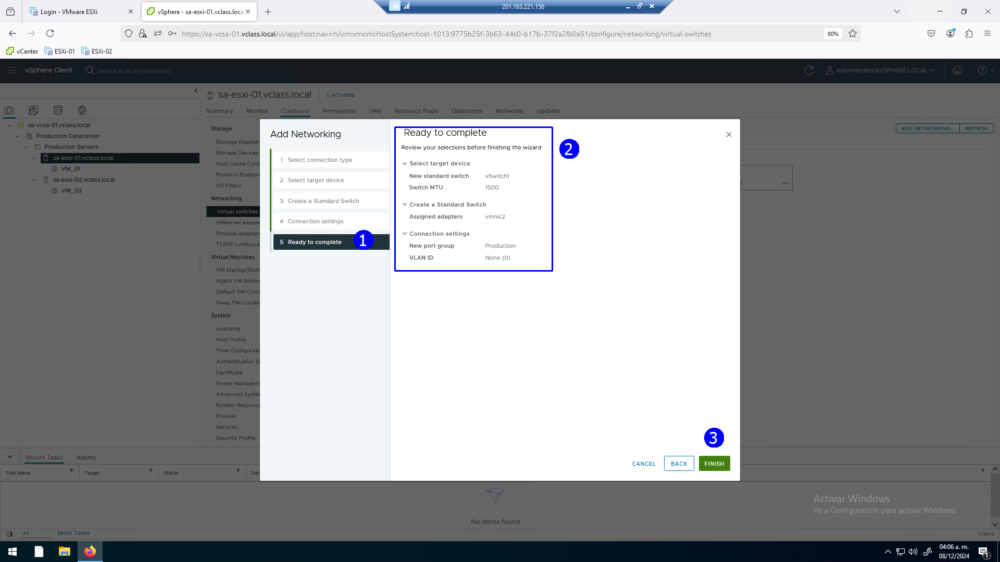 Login - VMware ESXi
vSphere - sa-esxi-01.vclass.loca
201.163.221.156
https://sa-vcsa-01.vclass.local/ui/app/host;nav=h/urn:vmomi:HostSystem:host-1013:9775b25f-3b63-44c0-b17b-37f2a2fb0a51/configure/networking/virtual-switches
80%
vCenter
ESXi-01
ESXi-02
vSphere Client
Search in all environments
Administrator@VSPHERE.LOCAL
sa-esxi-01.vclass.local
ACTIONS
Summary
Monitor
Configure
Permissions
VMs
Resource Pools
Datastores
Networks
Updates
sa-vcsa-01.vclass.local
Production Datacenter
Production Servers
sa-esxi-01.vclass.local
VM_01
sa-esxi-02.vclass.local
VM_03
Storage
Storage Adapter
Storage Devices
Host Cache Conf
Protocol Endpoin
I/O Filters
Networking
Virtual switches
VMkernel adapte
Physical adapter
TCP/IP configura
Virtual Machines
VM Startup/Shut
Agent VM Settin
Default VM Comp
Swap File Locatio
System
Licensing
Host Profile
Time Configurati
Authentication Se
Certificate
Power Managem
Advanced System
System Resource
Firewall
Services
Security Profile
ADD NETWORKING...
REFRESH
Add Networking
1 Select connection type
2 Select target device
3 Create a Standard Switch
4 Connection settings
5 Ready to complete
1
Ready to complete
Review your selections before finishing the wizard
2
Select target device
New standard switch vSwitch1
Switch MTU 1500
Create a Standard Switch
Assigned adapters vmnic2
Connection settings
New port group Production
VLAN ID None (0)
3
CANCEL
BACK
FINISH
Recent Tasks
Alarms
Task Name
Target
Status
Det
No items found
Activar Windows
Ve a Configuración para activar Windows.
All
More Tasks
0 items
04:06 a. m.
08/12/2024
1